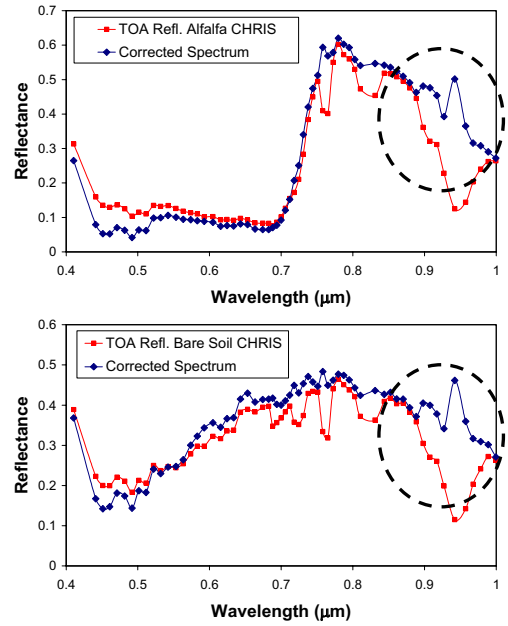 0.7
TOA Refl. Alfalfa CHRIS
Corrected Spectrum
0.6
0.5
0.4
0.3
0.2
0.1
0
Reflectance
0.4 0.5 0.6 0.7 0.8 0.9 1
Wavelength (μm)
0.6
TOA Refl. Bare Soil CHRIS
Corrected Spectrum
0.5
0.4
0.3
0.2
0.1
0
Reflectance
0.4 0.5 0.6 0.7 0.8 0.9 1
Wavelength (μm)